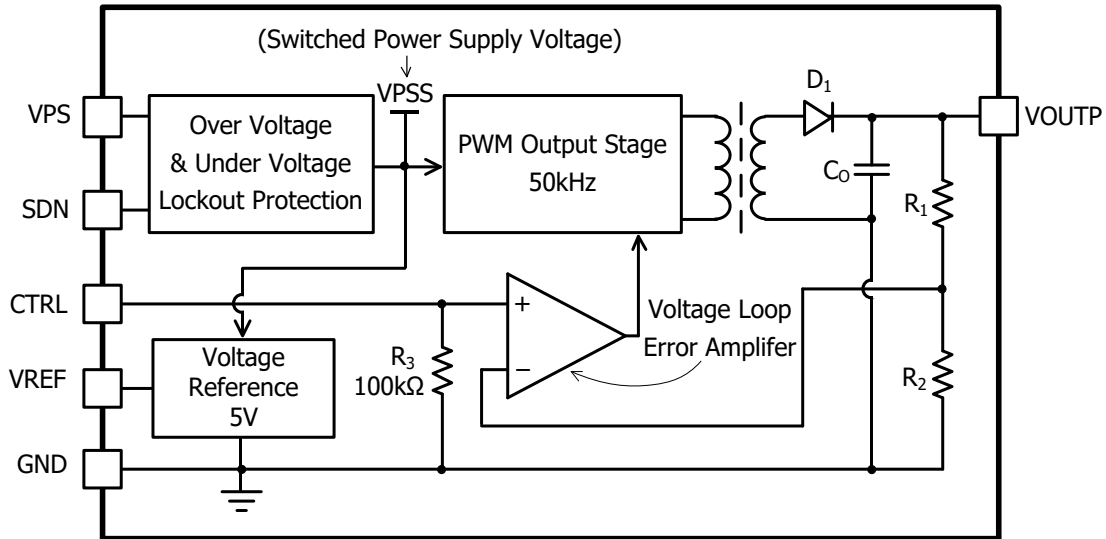 (Switched Power Supply Voltage)
VPSS
D1
VPS
VOUTP
Over Voltage
& Under Voltage
Lockout Protection
PWM Output Stage
50kHz
CO
SDN
R1
CTRL
+
Voltage Loop
Error Amplifer
R3
100kΩ
−
Voltage
Reference
5V
VREF
R2
GND